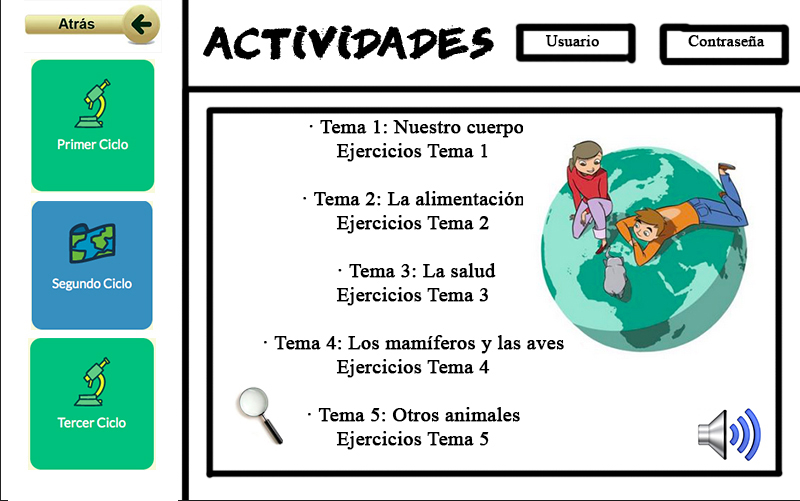 Atrás
Primer Ciclo
Segundo Ciclo
Tercer Ciclo
ACTIVIDADES
Usuario
Contraseña
· Tema 1: Nuestro cuerpo
Ejercicios Tema 1
· Tema 2: La alimentación
Ejercicios Tema 2
· Tema 3: La salud
Ejercicios Tema 3
· Tema 4: Los mamíferos y las aves
Ejercicios Tema 4
· Tema 5: Otros animales
Ejercicios Tema 5